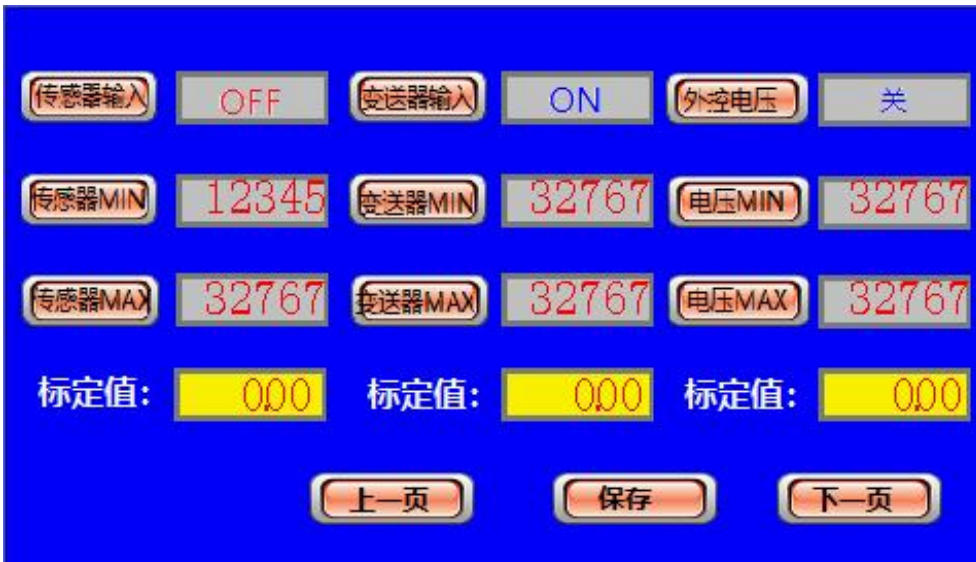 传感器输入 OFF 变送器输入 ON 外控电压 关
传感器MIN 12345 变送器MIN 32767 电压MIN 32767
传感器MAX 32767 变送器MAX 32767 电压MAX 32767
标定值: 0.00 标定值: 0.00 标定值: 0.00
上一页 保存 下一页